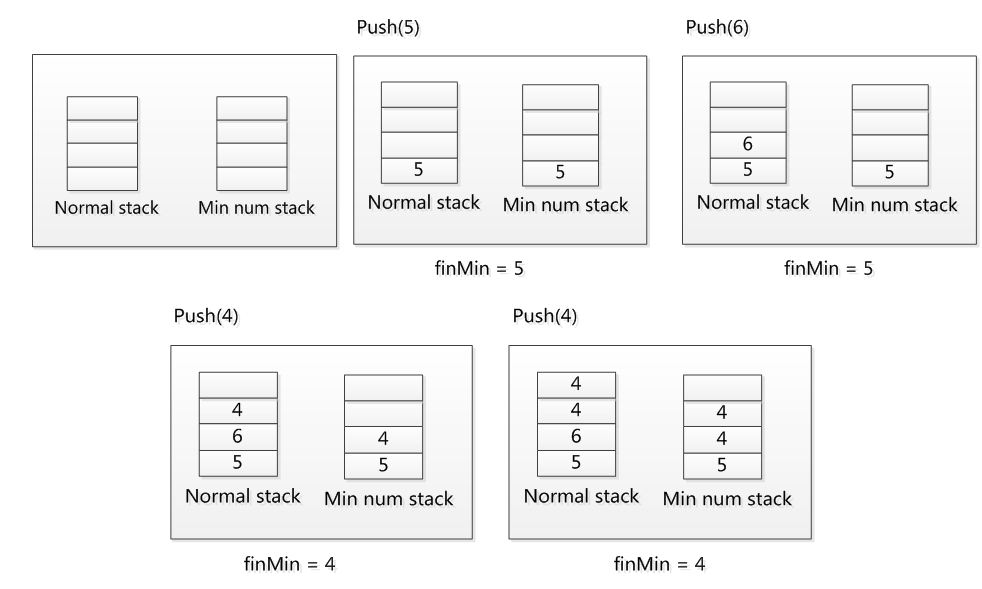 Push(5)
Push(6)
6
5
5
5
5
Normal stack
Min num stack
Normal stack
Min num stack
Normal stack
Min num stack
finMin = 5
finMin = 5
Push(4)
Push(4)
4
4
4
4
6
4
6
4
5
5
5
5
Normal stack
Min num stack
Normal stack
Min num stack
finMin = 4
finMin = 4